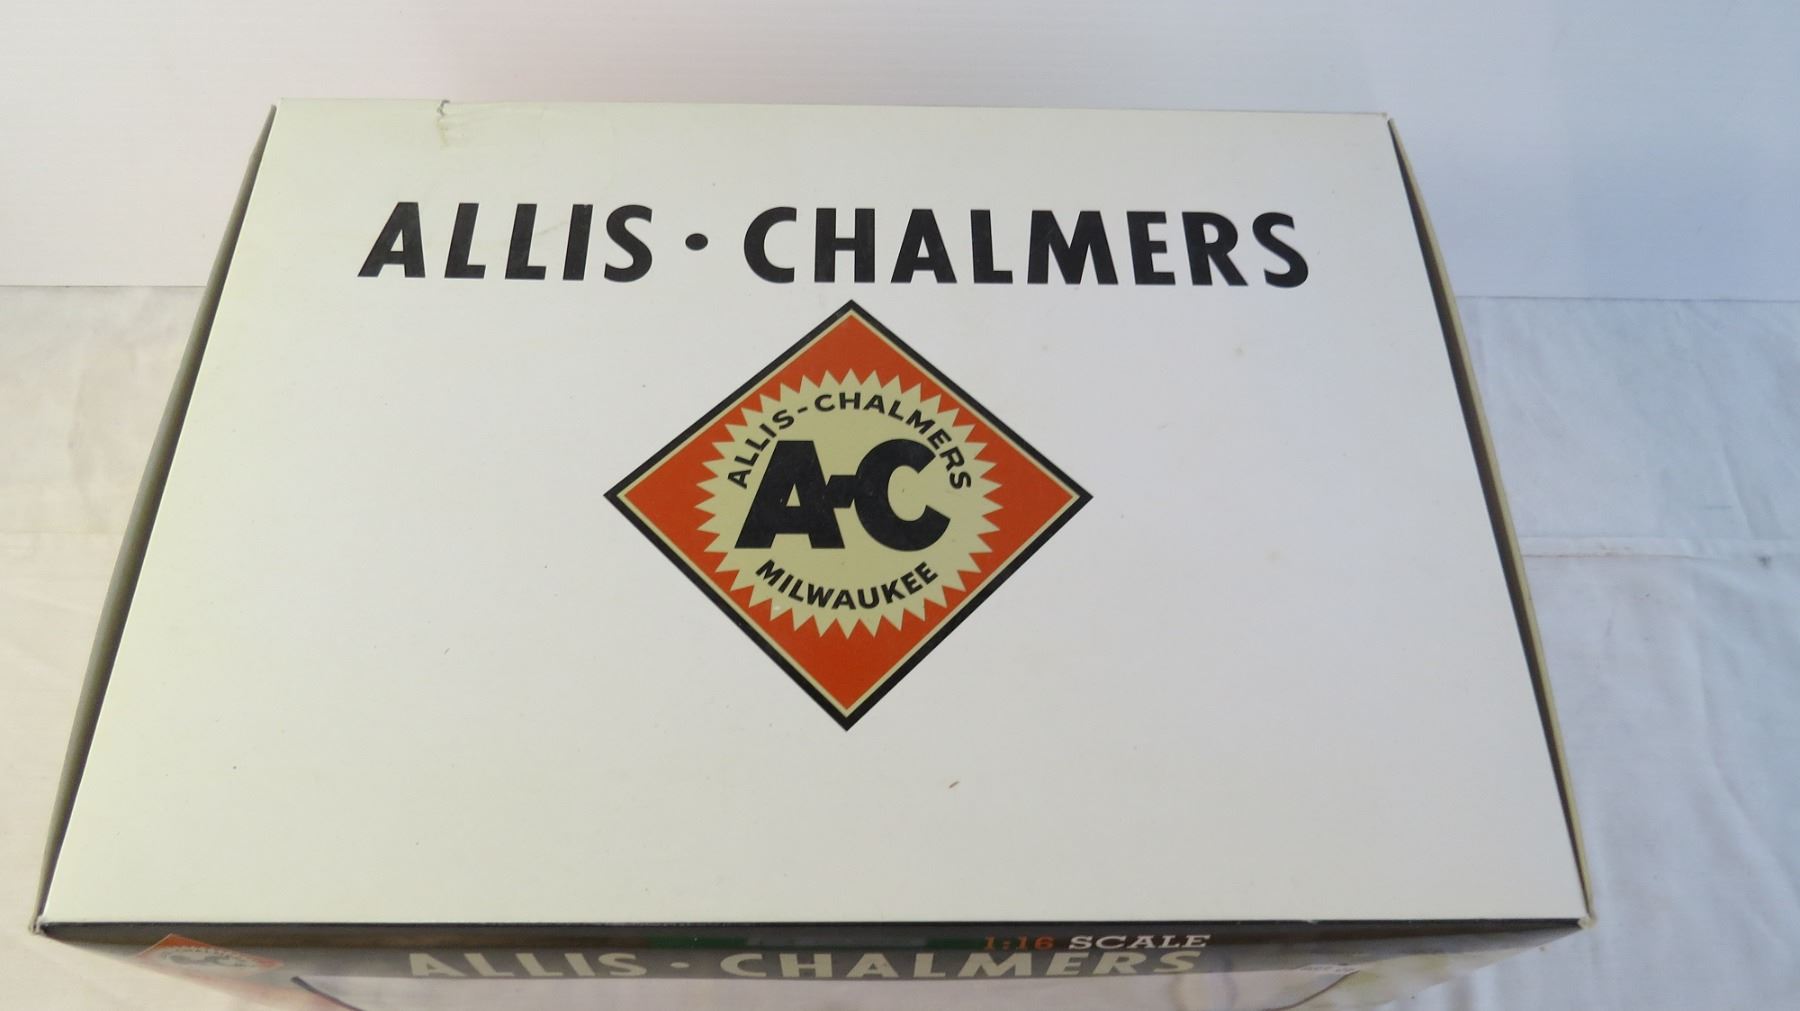 ALLIS · CHALMERS
ALLIS-CHALMERS
A-C
MILWAUKEE
1:16 SCALE
ALLIS · CHALMERS